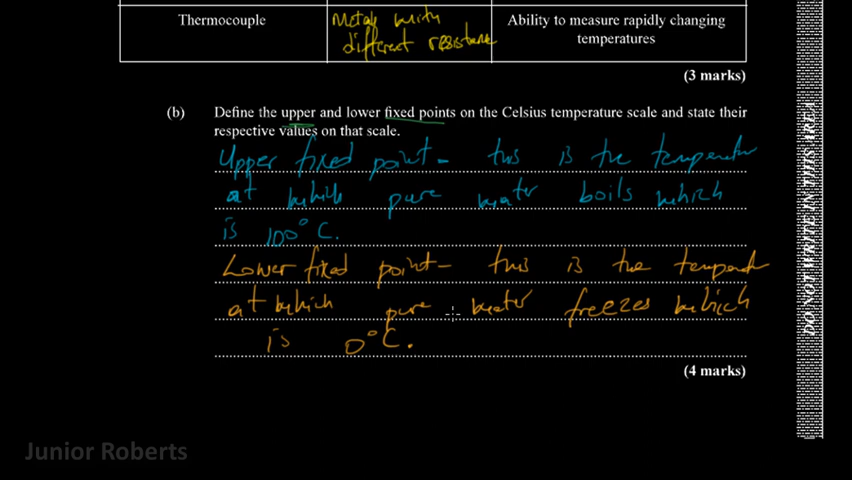 Thermocouple
Metals with
different resistance
Ability to measure rapidly changing
temperatures
(3 marks)
(b) Define the upper and lower fixed points on the Celsius temperature scale and state their
respective values on that scale.
Upper fixed point - this is the temperature
at which pure water boils which
is 100°C.
Lower fixed point - this is the temperature
at which pure water freezes which
is 0°C.
(4 marks)
DO NOT WRITE IN THIS AREA
Junior Roberts